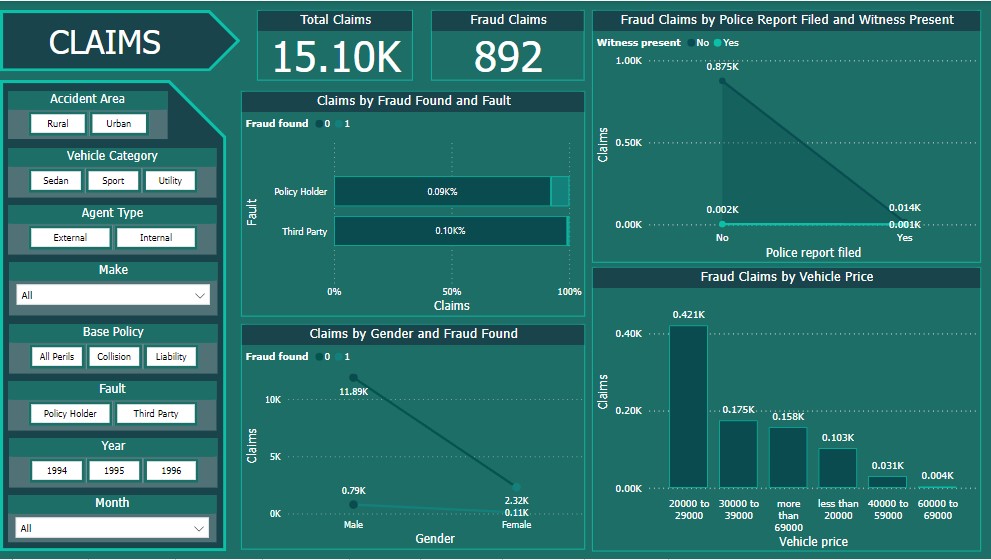 CLAIMS
Total Claims
15.10K
Fraud Claims
892
Accident Area
Rural Urban
Vehicle Category
Sedan Sport Utility
Agent Type
External Internal
Make
All
Base Policy
All Perils Collision Liability
Fault
Policy Holder Third Party
Year
1994 1995 1996
Month
All
Claims by Fraud Found and Fault
Fraud found 0 1
Fault
Policy Holder 0.09K%
Third Party 0.10K%
0% 50% 100%
Claims
Claims by Gender and Fraud Found
Fraud found 0 1
Claims
10K
5K
0K
11.89K
0.79K
2.32K
0.11K
Male Female
Gender
Fraud Claims by Police Report Filed and Witness Present
Witness present No Yes
Claims
1.00K
0.50K
0.00K
0.875K
0.002K
0.014K
0.001K
No Yes
Police report filed
Fraud Claims by Vehicle Price
Claims
0.40K
0.20K
0.00K
0.421K
0.175K
0.158K
0.103K
0.031K
0.004K
20000 to
29000
30000 to
39000
more
than
69000
less than
20000
40000 to
59000
60000 to
69000
Vehicle price